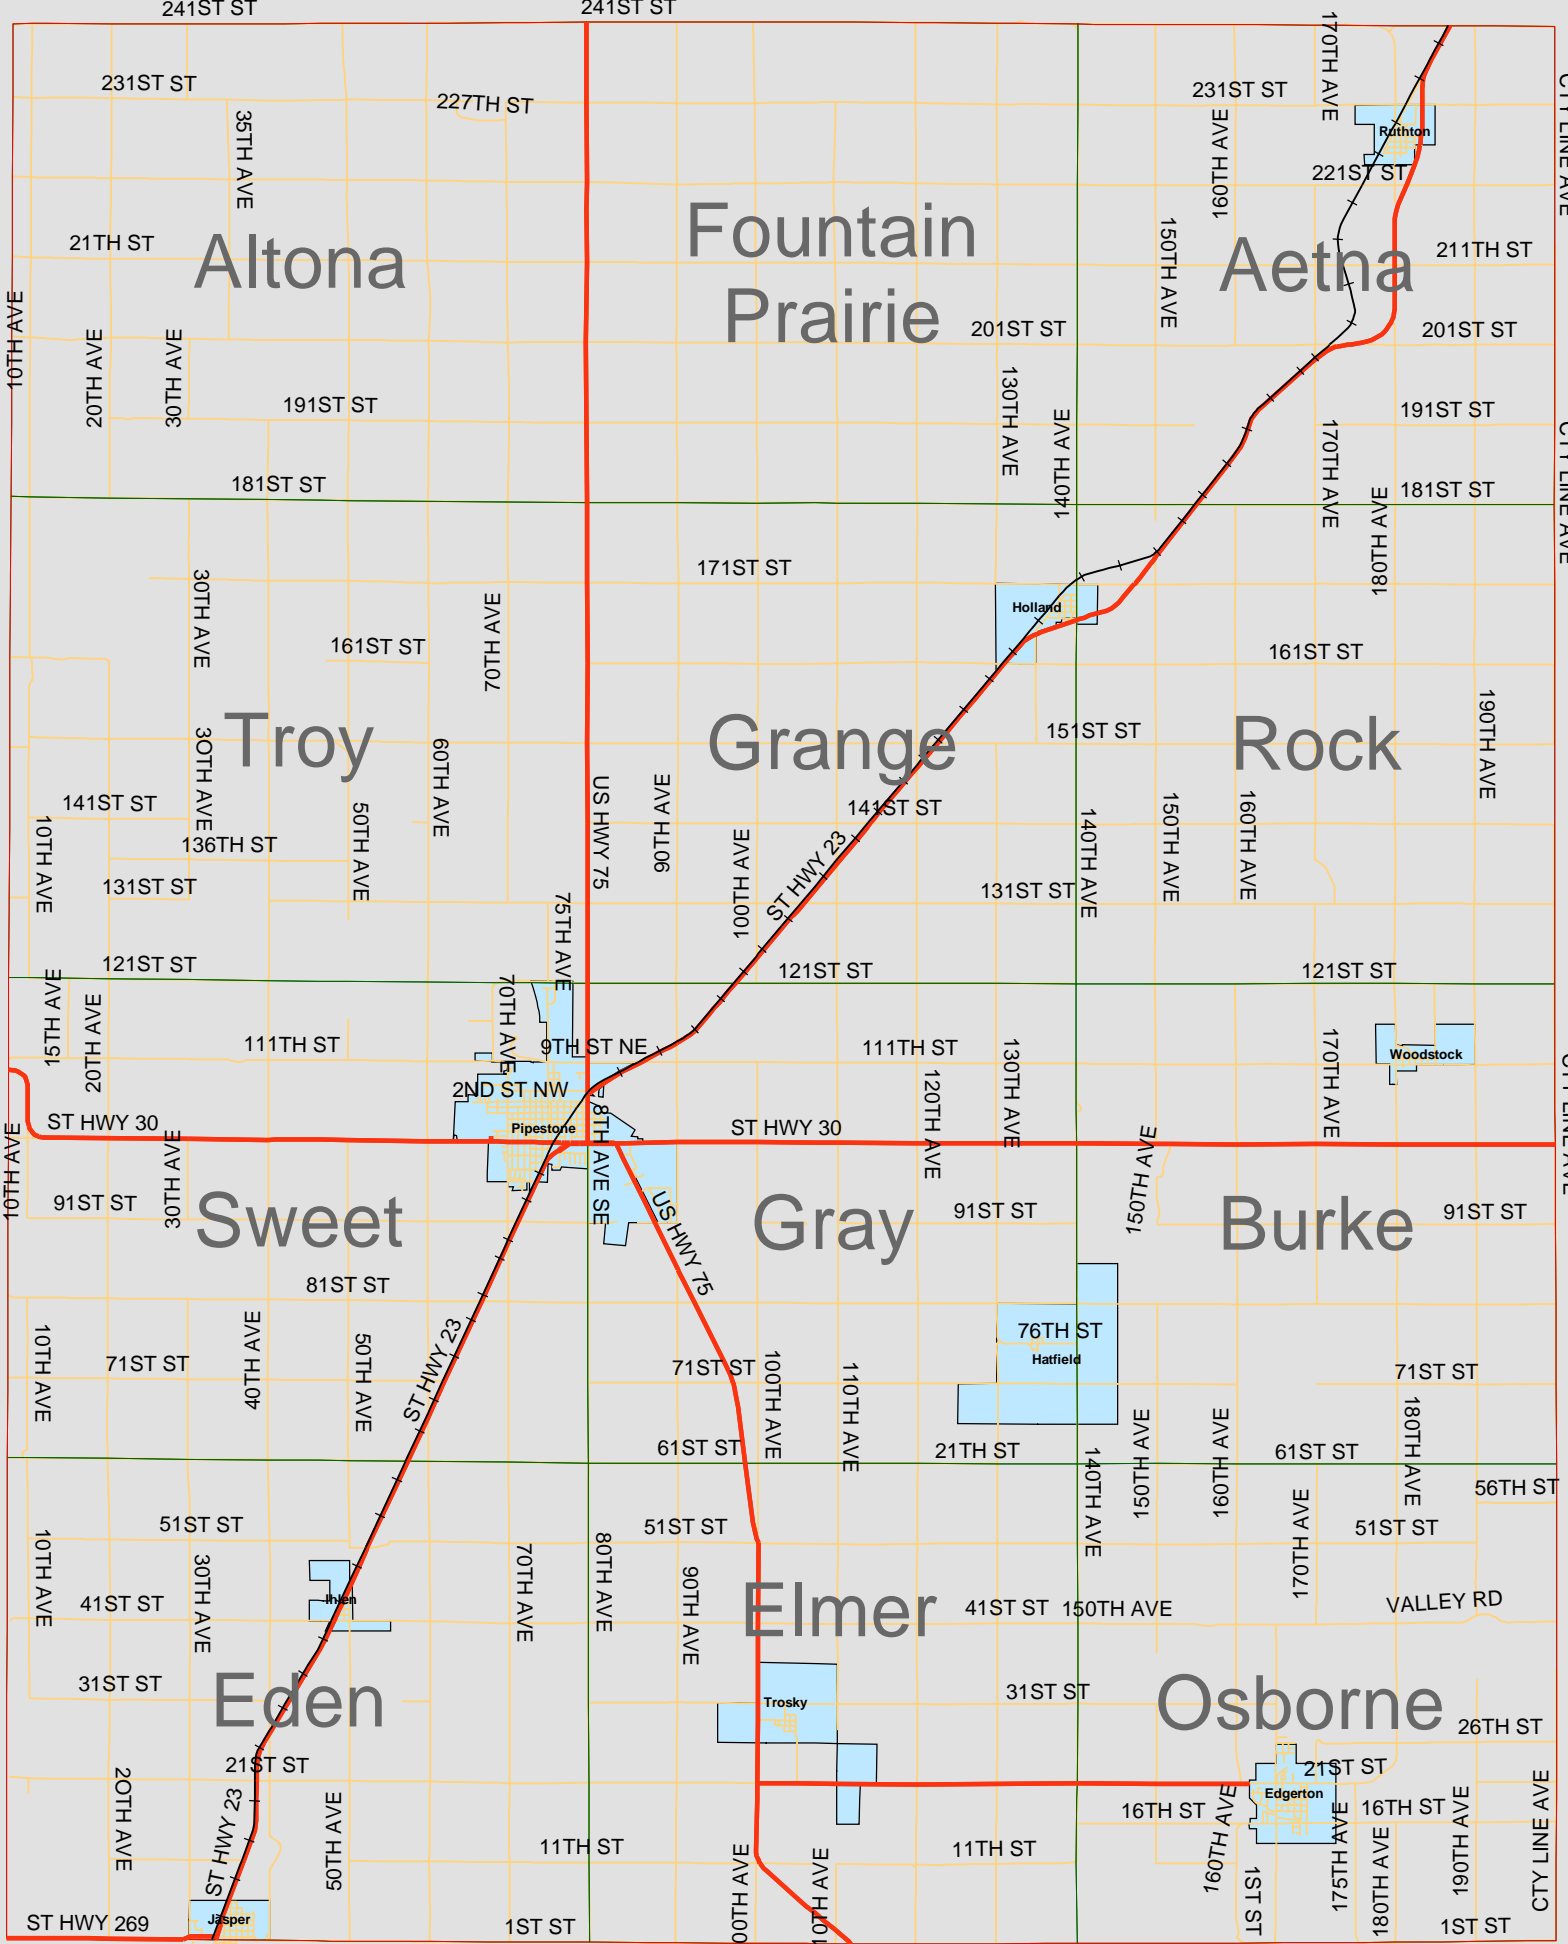 241ST ST
241ST ST
231ST ST
227TH ST
231ST ST
170TH AVE
CTY LINE AVE
35TH AVE
160TH AVE
Ruthton
221ST ST
Altona
Fountain
Prairie
Aetna
21TH ST
150TH AVE
211TH ST
10TH AVE
20TH AVE
30TH AVE
201ST ST
201ST ST
191ST ST
130TH AVE
140TH AVE
191ST ST
170TH AVE
CTY LINE AVE
181ST ST
181ST ST
180TH AVE
171ST ST
30TH AVE
70TH AVE
Holland
161ST ST
161ST ST
Troy
Grange
Rock
151ST ST
190TH AVE
30TH AVE
60TH AVE
US HWY 75
90TH AVE
141ST ST
141ST ST
10TH AVE
50TH AVE
136TH ST
100TH AVE
ST HWY 23
140TH AVE
150TH AVE
160TH AVE
131ST ST
131ST ST
75TH AVE
121ST ST
121ST ST
121ST ST
15TH AVE
20TH AVE
70TH AVE
111TH ST
9TH ST NE
111TH ST
130TH AVE
170TH AVE
Woodstock
CTY LINE AVE
2ND ST NW
120TH AVE
ST HWY 30
Pipestone
8TH AVE SE
ST HWY 30
10TH AVE
30TH AVE
150TH AVE
91ST ST
Sweet
US HWY 75
Gray
91ST ST
Burke
91ST ST
81ST ST
10TH AVE
40TH AVE
50TH AVE
ST HWY 23
76TH ST
Hatfield
71ST ST
71ST ST
100TH AVE
110TH AVE
71ST ST
180TH AVE
61ST ST
21TH ST
140TH AVE
150TH AVE
160TH AVE
61ST ST
56TH ST
51ST ST
51ST ST
170TH AVE
51ST ST
10TH AVE
30TH AVE
70TH AVE
80TH AVE
90TH AVE
Ihlen
Elmer
41ST ST
41ST ST
150TH AVE
VALLEY RD
31ST ST
Eden
Trosky
31ST ST
Osborne
26TH ST
21ST ST
21ST ST
20TH AVE
ST HWY 23
50TH AVE
Edgerton
16TH ST
160TH AVE
175TH AVE
16TH ST
190TH AVE
CTY LINE AVE
11TH ST
00TH AVE
10TH AVE
11TH ST
1ST ST
180TH AVE
ST HWY 269
Jasper
1ST ST
1ST ST